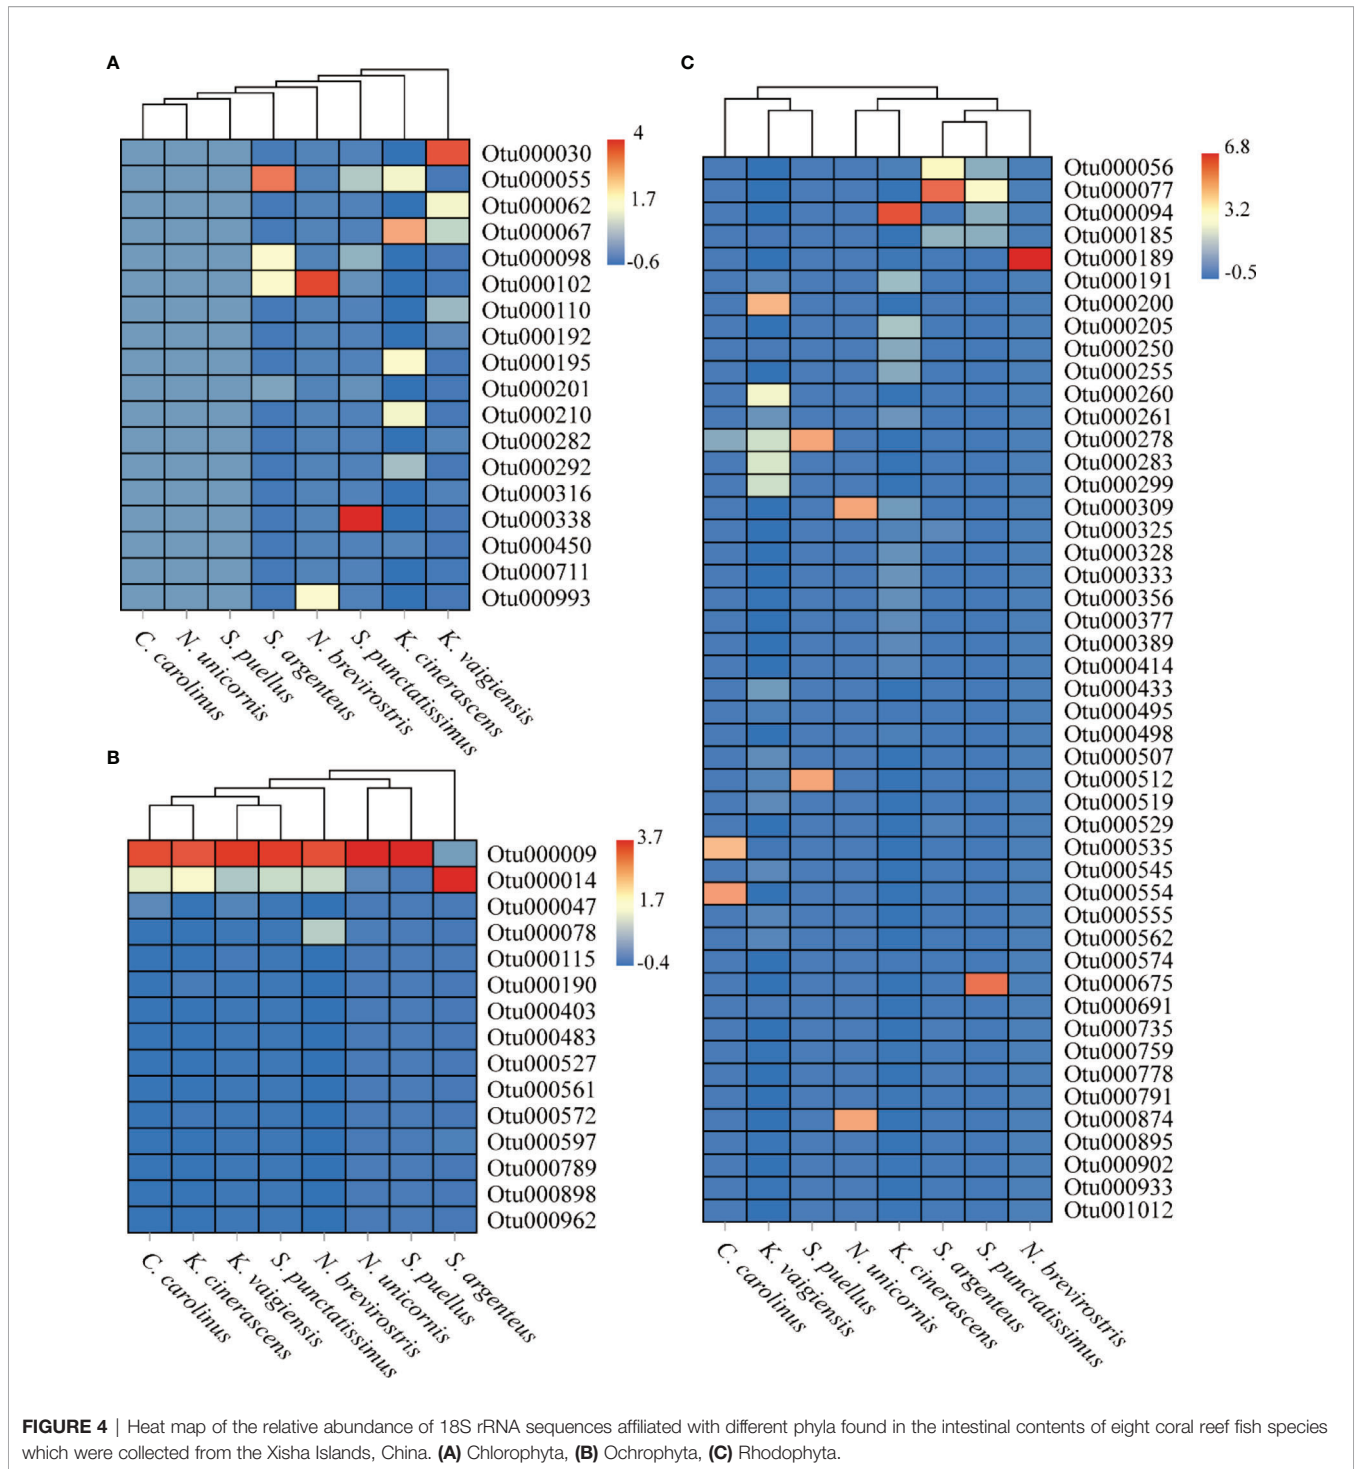 A
4
1.7
-0.6
Otu000030
Otu000055
Otu000062
Otu000067
Otu000098
Otu000102
Otu000110
Otu000192
Otu000195
Otu000201
Otu000210
Otu000282
Otu000292
Otu000316
Otu000338
Otu000450
Otu000711
Otu000993
C. carolinus
N. unicornis
S. puellus
S. argenteus
N. brevirostris
S. punctatissimus
K. cinerascens
K. vaigiensis
B
3.7
1.7
-0.4
Otu000009
Otu000014
Otu000047
Otu000078
Otu000115
Otu000190
Otu000403
Otu000483
Otu000527
Otu000561
Otu000572
Otu000597
Otu000789
Otu000898
Otu000962
C. carolinus
K. cinerascens
K. vaigiensis
S. punctatissimus
N. brevirostris
N. unicornis
S. puellus
S. argenteus
C
6.8
3.2
-0.5
Otu000056
Otu000077
Otu000094
Otu000185
Otu000189
Otu000191
Otu000200
Otu000205
Otu000250
Otu000255
Otu000260
Otu000261
Otu000278
Otu000283
Otu000299
Otu000309
Otu000325
Otu000328
Otu000333
Otu000356
Otu000377
Otu000389
Otu000414
Otu000433
Otu000495
Otu000498
Otu000507
Otu000512
Otu000519
Otu000529
Otu000535
Otu000545
Otu000554
Otu000555
Otu000562
Otu000574
Otu000675
Otu000691
Otu000735
Otu000759
Otu000778
Otu000791
Otu000874
Otu000895
Otu000902
Otu000933
Otu001012
C. carolinus
K. vaigiensis
S. puellus
N. unicornis
K. cinerascens
S. argenteus
S. punctatissimus
N. brevirostris
FIGURE 4 | Heat map of the relative abundance of 18S rRNA sequences affiliated with different phyla found in the intestinal contents of eight coral reef fish species
which were collected from the Xisha Islands, China. (A) Chlorophyta, (B) Ochrophyta, (C) Rhodophyta.